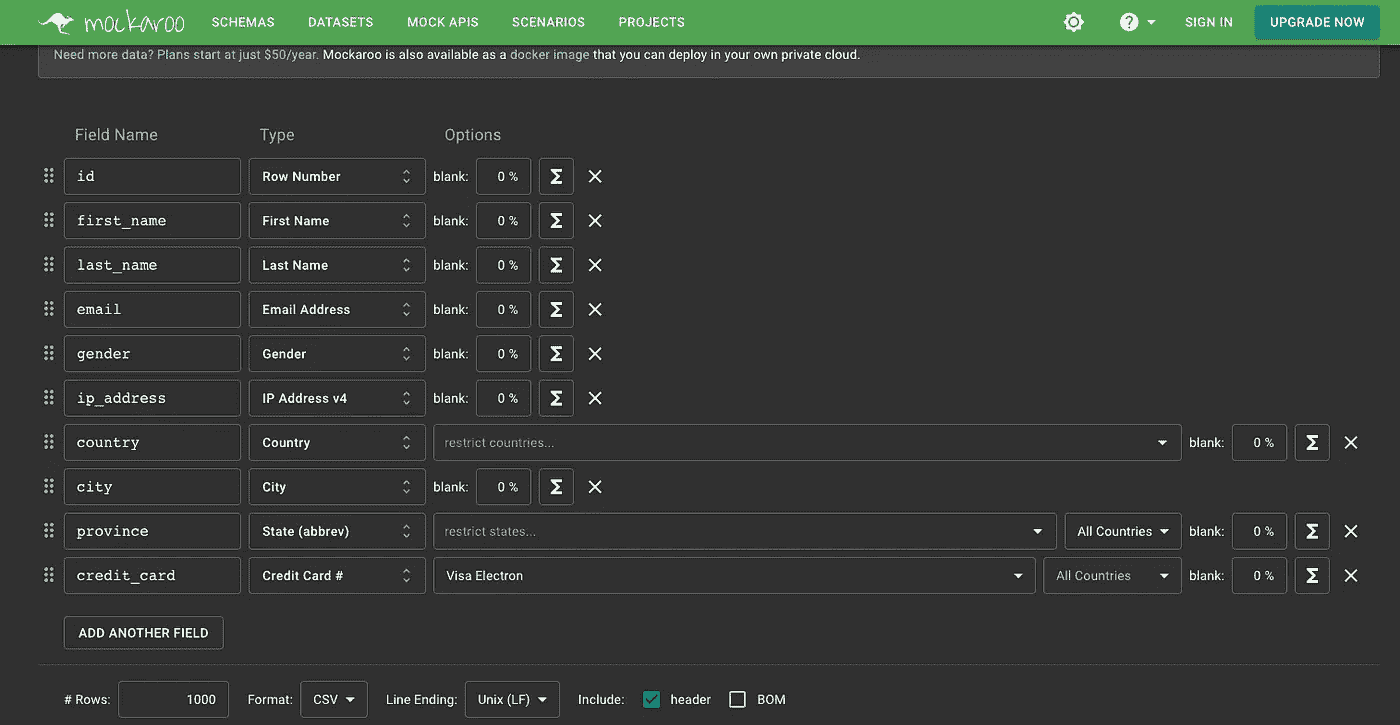 mockaroo SCHEMAS DATASETS MOCK APIS SCENARIOS PROJECTS ? SIGN IN UPGRADE NOW
Need more data? Plans start at just $50/year. Mockaroo is also available as a docker image that you can deploy in your own private cloud.
Field Name Type Options
id Row Number blank: 0 % Σ
first_name First Name blank: 0 % Σ
last_name Last Name blank: 0 % Σ
email Email Address blank: 0 % Σ
gender Gender blank: 0 % Σ
ip_address IP Address v4 blank: 0 % Σ
country Country restrict countries... blank: 0 % Σ
city City blank: 0 % Σ
province State (abbrev) restrict states... All Countries blank: 0 % Σ
credit_card Credit Card # Visa Electron All Countries blank: 0 % Σ
ADD ANOTHER FIELD
# Rows: 1000 Format: CSV Line Ending: Unix (LF) Include: header BOM